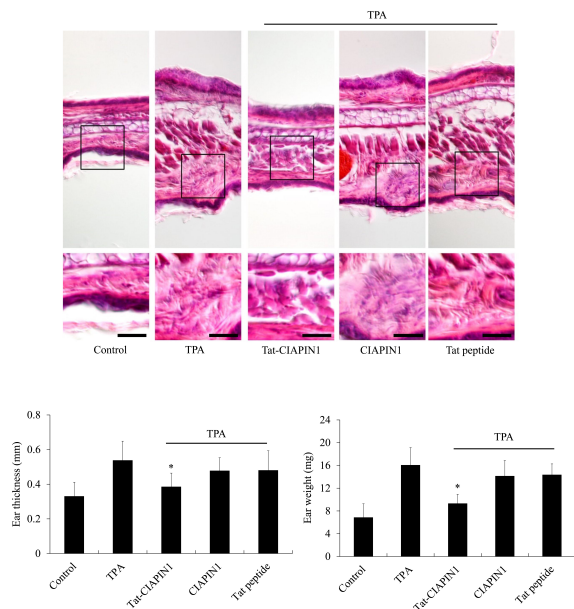 TPA
Control
TPA
Tat-CIAPIN1
CIAPIN1
Tat peptide
Ear thickness (mm)
0.8
0.6
0.4
0.2
0
TPA
*
Control
TPA
Tat-CIAPIN1
CIAPIN1
Tat peptide
Ear weight (mg)
24
20
16
12
8
4
0
TPA
*
Control
TPA
Tat-CIAPIN1
CIAPIN1
Tat peptide